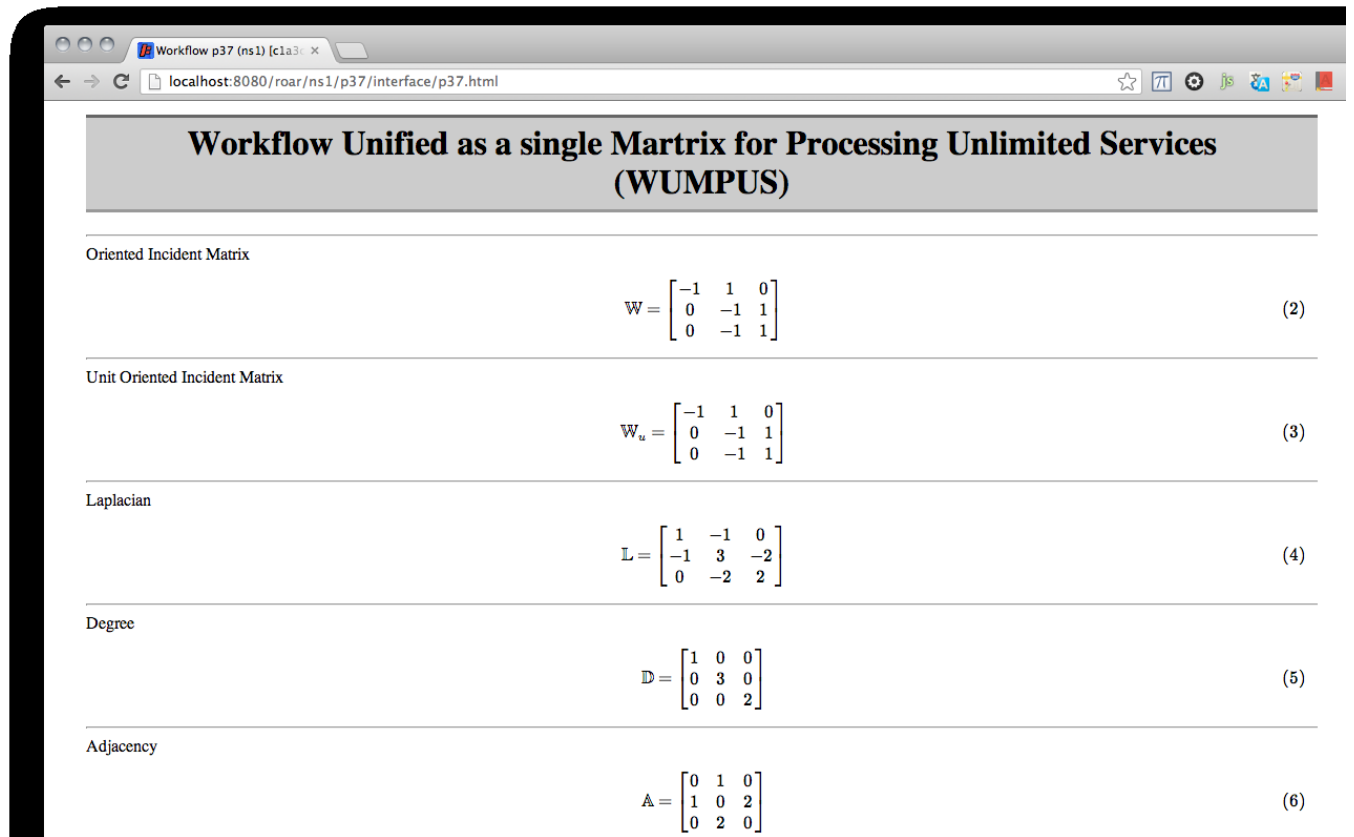 Workflow p37 (ns1) [c1a3c
localhost:8080/roar/ns1/p37/interface/p37.html
js
Workflow Unified as a single Martrix for Processing Unlimited Services
(WUMPUS)
Oriented Incident Matrix
𝕎 = [ −1 1 0
0 −1 1
0 −1 1 ] (2)
Unit Oriented Incident Matrix
𝕎u = [ −1 1 0
0 −1 1
0 −1 1 ] (3)
Laplacian
𝕃 = [ 1 −1 0
−1 3 −2
0 −2 2 ] (4)
Degree
𝔻 = [ 1 0 0
0 3 0
0 0 2 ] (5)
Adjacency
𝔸 = [ 0 1 0
1 0 2
0 2 0 ] (6)